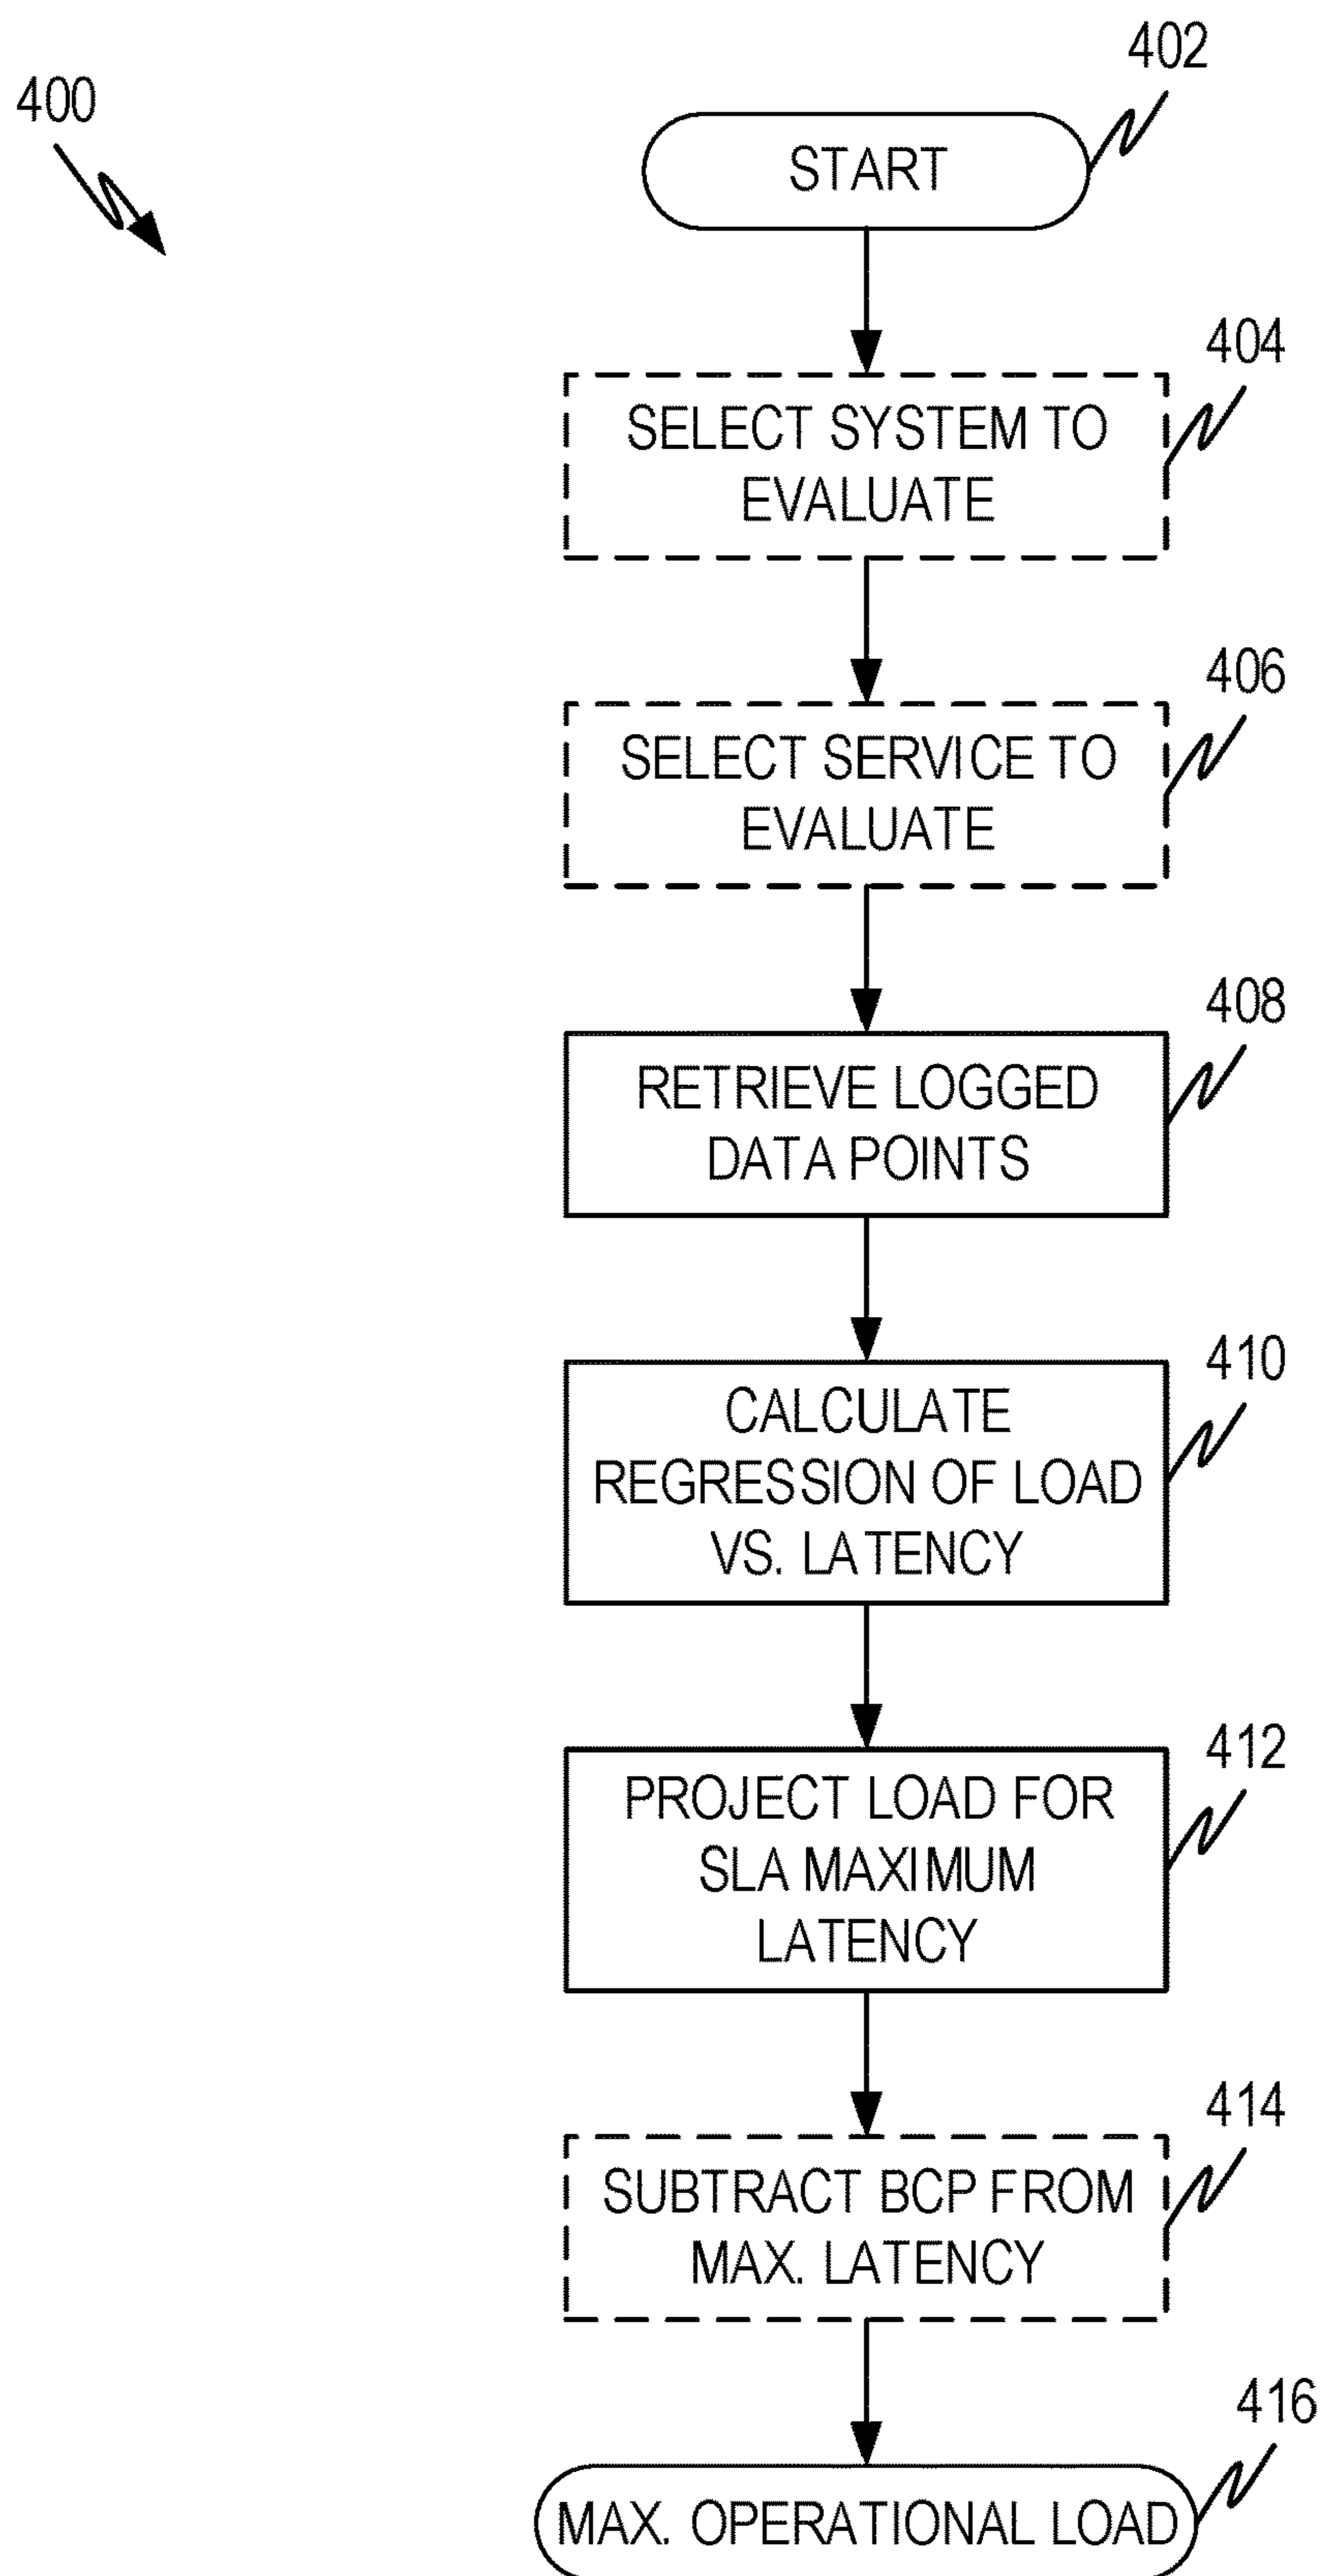 400
402
START
404
SELECT SYSTEM TO
EVALUATE
406
SELECT SERVICE TO
EVALUATE
408
RETRIEVE LOGGED
DATA POINTS
410
CALCULATE
REGRESSION OF LOAD
VS. LATENCY
412
PROJECT LOAD FOR
SLA MAXIMUM
LATENCY
414
SUBTRACT BCP FROM
MAX. LATENCY
416
MAX. OPERATIONAL LOAD